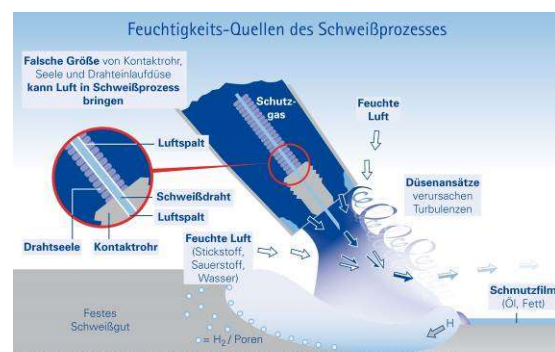 Feuchtigkeits-Quellen des Schweißprozesses
Falsche Größe von Kontaktrohr,
Seele und Drahteinlaufdüse
kann Luft in Schweißprozess
bringen
Schutz-
gas
Feuchte
Luft
Luftspalt
Düsenansätze
verursachen
Turbulenzen
Schweißdraht
Luftspalt
Drahtseele
Kontaktrohr
Feuchte Luft
(Stickstoff,
Sauerstoff,
Wasser)
Schmutzfilm
(Öl, Fett)
Festes
Schweißgut
= H₂/ Poren
H